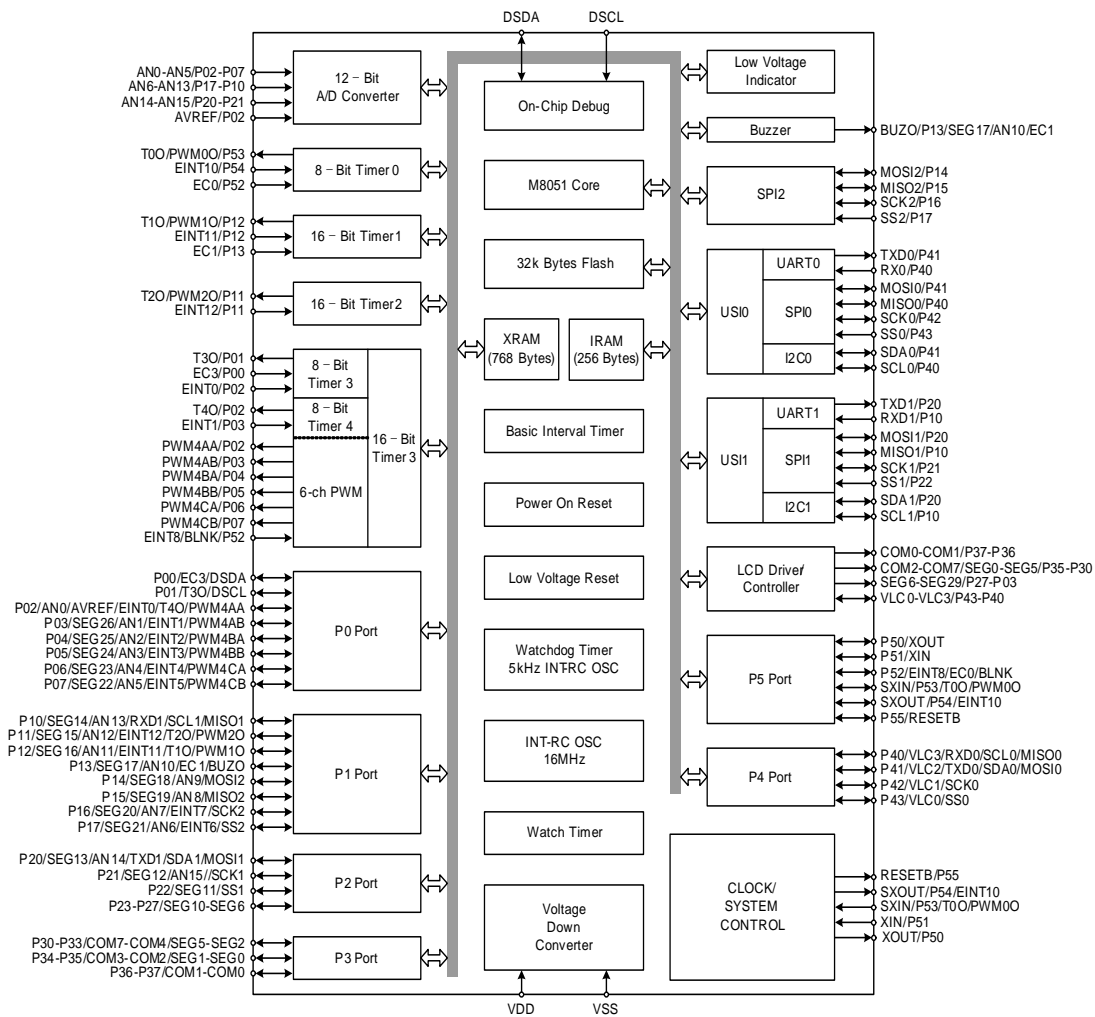 DSDA
DSCL
AN0-AN5/P02-P07
AN6-AN13/P17-P10
AN14-AN15/P20-P21
AVREF/P02
12 – Bit
A/D Converter
T0O/PWM0O/P53
EINT10/P54
EC0/P52
8 – Bit Timer 0
T1O/PWM1O/P12
EINT11/P12
EC1/P13
16 – Bit Timer1
T2O/PWM2O/P11
EINT12/P11
16 – Bit Timer2
T3O/P01
EC3/P00
EINT0/P02
T4O/P02
EINT1/P03
PWM4AA/P02
PWM4AB/P03
PWM4BA/P04
PWM4BB/P05
PWM4CA/P06
PWM4CB/P07
EINT8/BLNK/P52
8 – Bit
Timer 3
8 – Bit
Timer 4
6-ch PWM
16 – Bit
Timer3
P00/EC3/DSDA
P01/T3O/DSCL
P02/AN0/AVREF/EINT0/T4O/PWM4AA
P03/SEG26/AN1/EINT1/PWM4AB
P04/SEG25/AN2/EINT2/PWM4BA
P05/SEG24/AN3/EINT3/PWM4BB
P06/SEG23/AN4/EINT4/PWM4CA
P07/SEG22/AN5/EINT5/PWM4CB
P0 Port
P10/SEG14/AN13/RXD1/SCL1/MISO1
P11/SEG15/AN12/EINT12/T2O/PWM2O
P12/SEG16/AN11/EINT11/T1O/PWM1O
P13/SEG17/AN10/EC1/BUZO
P14/SEG18/AN9/MOSI2
P15/SEG19/AN8/MISO2
P16/SEG20/AN7/EINT7/SCK2
P17/SEG21/AN6/EINT6/SS2
P1 Port
P20/SEG13/AN14/TXD1/SDA1/MOSI1
P21/SEG12/AN15//SCK1
P22/SEG11/SS1
P23-P27/SEG10-SEG6
P2 Port
P30-P33/COM7-COM4/SEG5-SEG2
P34-P35/COM3-COM2/SEG1-SEG0
P36-P37/COM1-COM0
P3 Port
On-Chip Debug
M8051 Core
32k Bytes Flash
XRAM
(768 Bytes)
IRAM
(256 Bytes)
Basic Interval Timer
Power On Reset
Low Voltage Reset
Watchdog Timer
5kHz INT-RC OSC
INT-RC OSC
16MHz
Watch Timer
Voltage
Down
Converter
VDD
VSS
Low Voltage
Indicator
Buzzer
BUZO/P13/SEG17/AN10/EC1
SPI2
MOSI2/P14
MISO2/P15
SCK2/P16
SS2/P17
USI0
UART0
SPI0
I2C0
TXD0/P41
RX0/P40
MOSI0/P41
MISO0/P40
SCK0/P42
SS0/P43
SDA0/P41
SCL0/P40
USI1
UART1
SPI1
I2C1
TXD1/P20
RXD1/P10
MOSI1/P20
MISO1/P10
SCK1/P21
SS1/P22
SDA1/P20
SCL1/P10
LCD Driver/
Controller
COM0-COM1/P37-P36
COM2-COM7/SEG0-SEG5/P35-P30
SEG6-SEG29/P27-P03
VLC0-VLC3/P43-P40
P5 Port
P50/XOUT
P51/XIN
P52/EINT8/EC0/BLNK
SXIN/P53/T0O/PWM0O
SXOUT/P54/EINT10
P55/RESETB
P4 Port
P40/VLC3/RXD0/SCL0/MISO0
P41/VLC2/TXD0/SDA0/MOSI0
P42/VLC1/SCK0
P43/VLC0/SS0
CLOCK/
SYSTEM
CONTROL
RESETB/P55
SXOUT/P54/EINT10
SXIN/P53/T0O/PWM0O
XIN/P51
XOUT/P50